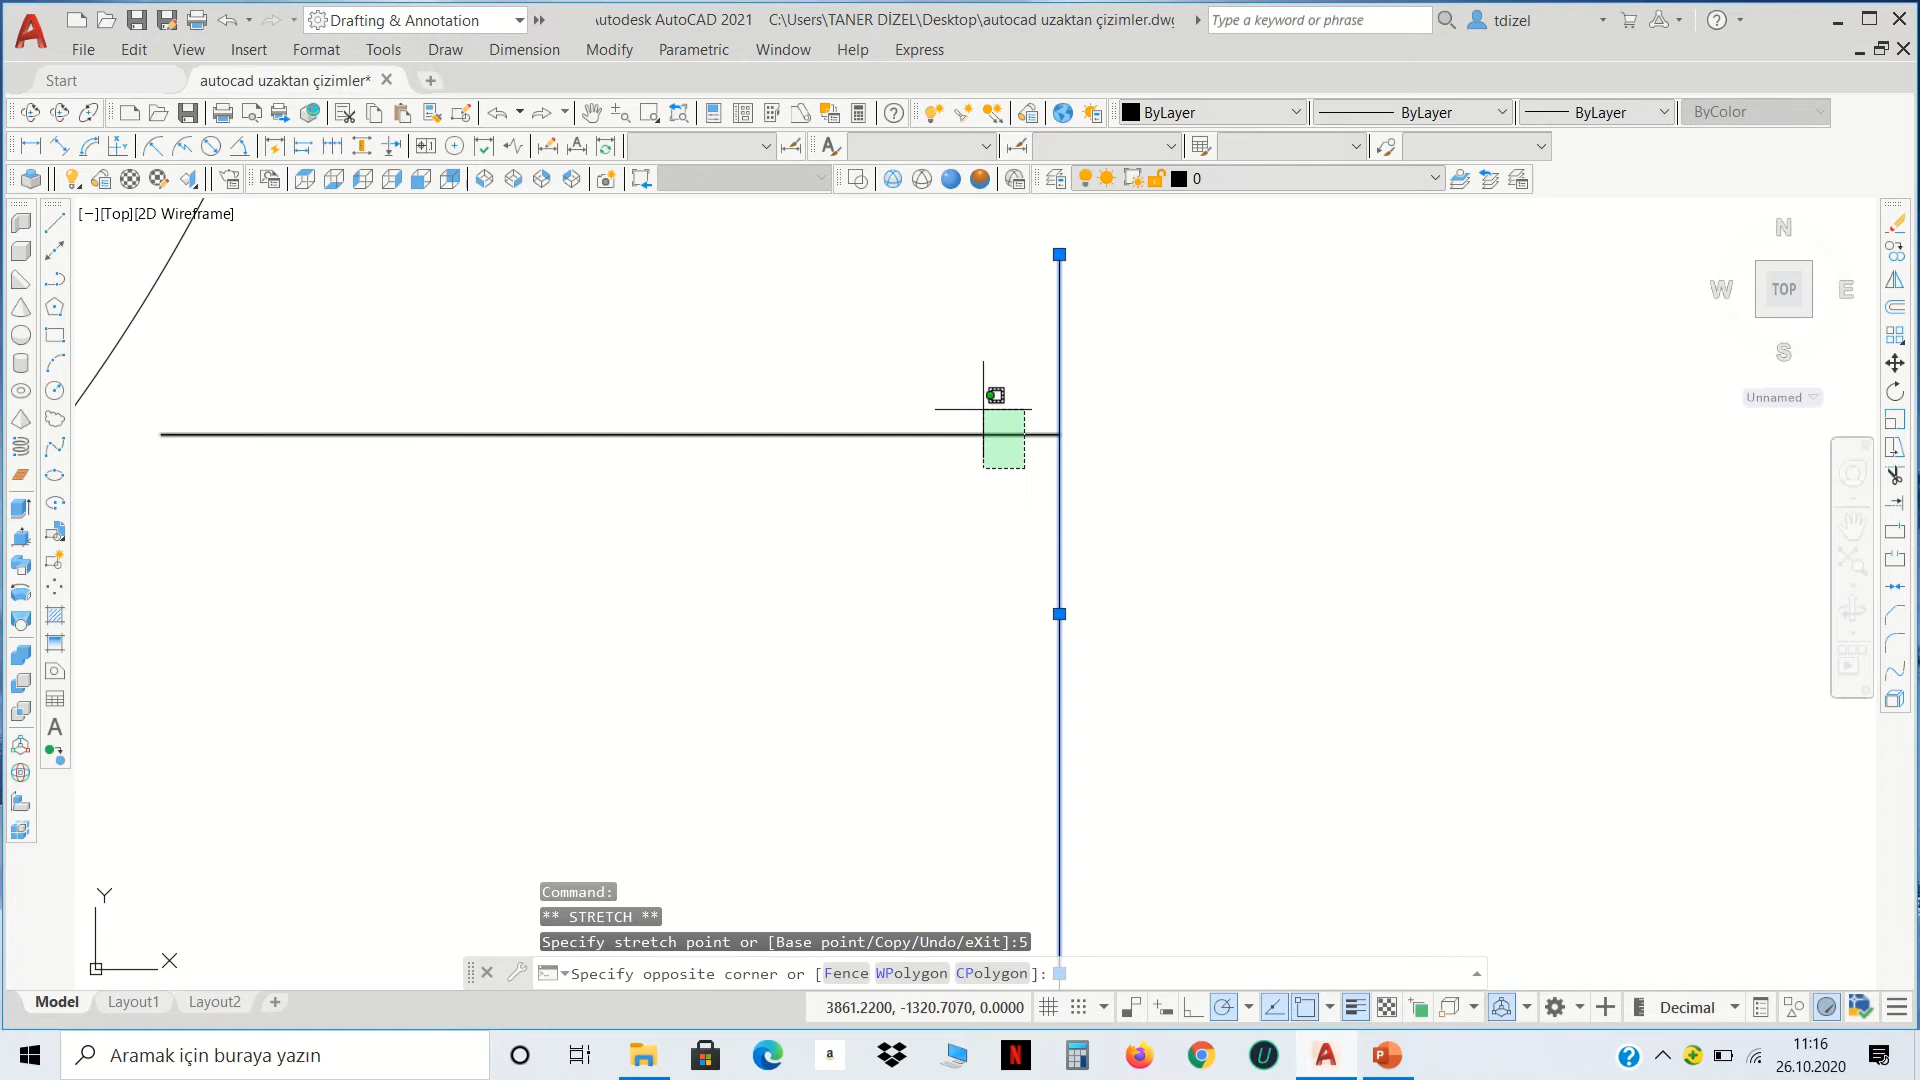 Drafting & Annotation
utodesk AutoCAD 2021 C:\Users\TANER DİZEL\Desktop\autocad uzaktan çizimler.dwg
Type a keyword or phrase
tdizel
File Edit View Insert Format Tools Draw Dimension Modify Parametric Window Help Express
Start
autocad uzaktan çizimler*
ByLayer
ByLayer
ByLayer
ByColor
0
[−][Top][2D Wireframe]
N
W
TOP
E
S
Unnamed
Y
X
Command:
** STRETCH **
Specify stretch point or [Base point/Copy/Undo/eXit]:5
Specify opposite corner or [Fence WPolygon CPolygon]:
Model Layout1 Layout2
3861.2200, -1320.7070, 0.0000
Decimal
Aramak için buraya yazın
11:16
26.10.2020